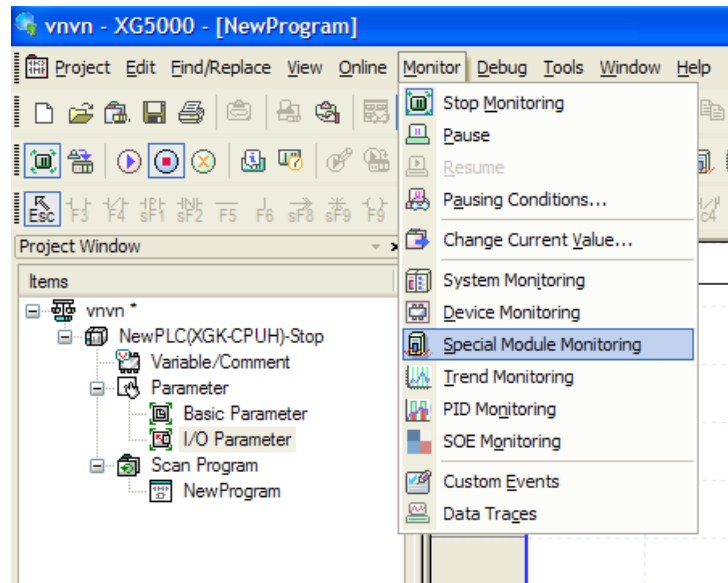 vnvn - XG5000 - [NewProgram]
Project Edit Find/Replace View Online Monitor Debug Tools Window Help
Stop Monitoring
Pause
Resume
Pausing Conditions...
Change Current Value...
System Monitoring
Device Monitoring
Special Module Monitoring
Trend Monitoring
PID Monitoring
SOE Monitoring
Custom Events
Data Traces
Esc F3 F4 sF1 sF2 F5 F6 sF8 sF9 F9 c4
Project Window
Items
vnvn *
NewPLC(XGK-CPUH)-Stop
Variable/Comment
Parameter
Basic Parameter
I/O Parameter
Scan Program
NewProgram